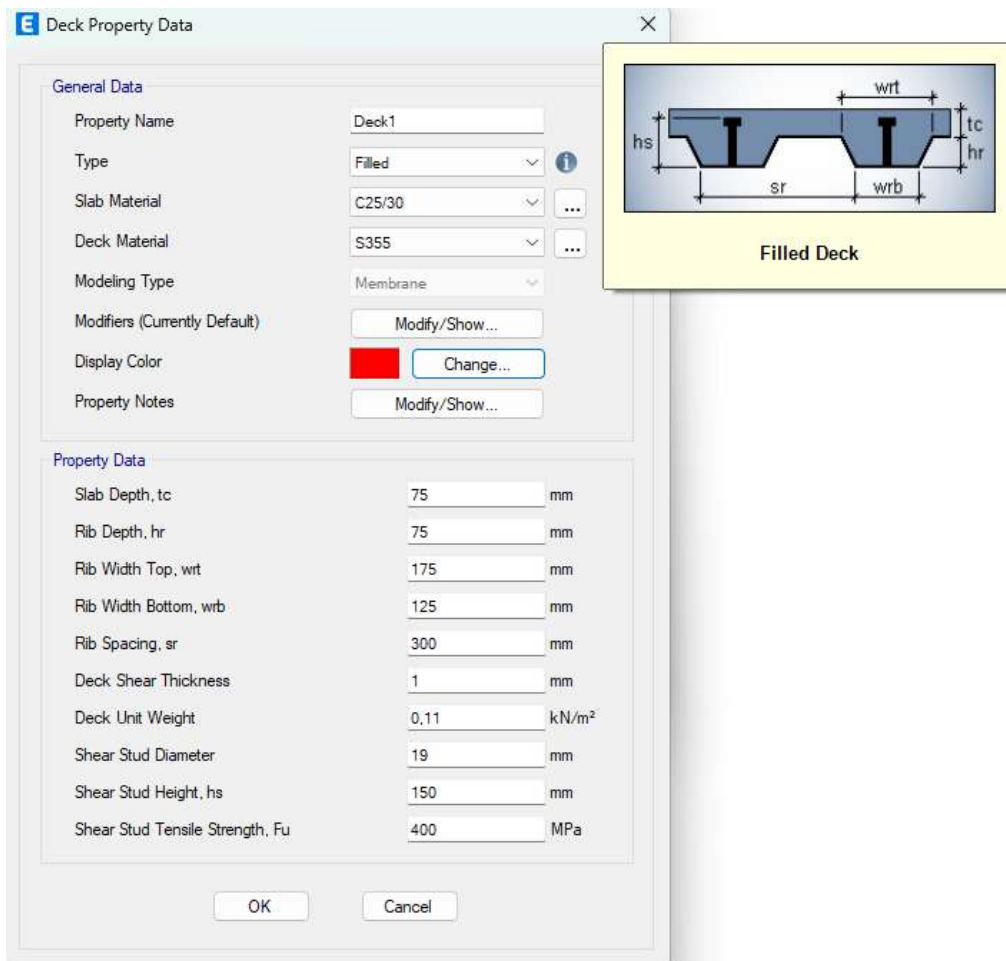 E Deck Property Data
General Data
Property Name Deck1
Type Filled i
Slab Material C25/30 ...
Deck Material S355 ...
Modeling Type Membrane
Modifiers (Currently Default) Modify/Show...
Display Color Change...
Property Notes Modify/Show...
Property Data
Slab Depth, tc 75 mm
Rib Depth, hr 75 mm
Rib Width Top, wrt 175 mm
Rib Width Bottom, wrb 125 mm
Rib Spacing, sr 300 mm
Deck Shear Thickness 1 mm
Deck Unit Weight 0,11 kN/m²
Shear Stud Diameter 19 mm
Shear Stud Height, hs 150 mm
Shear Stud Tensile Strength, Fu 400 MPa
OK Cancel
wrt
tc
hs
hr
sr
wrb
Filled Deck